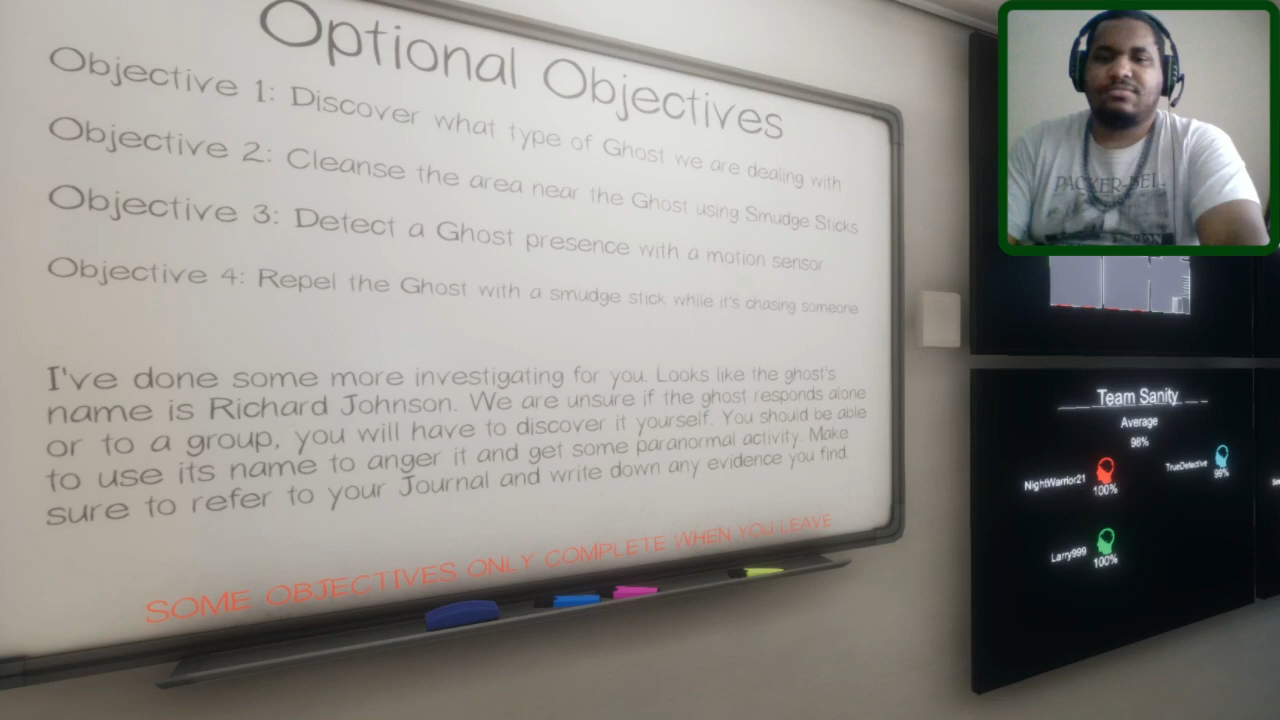 Optional Objectives
Objective 1: Discover what type of Ghost we are dealing with
Objective 2: Cleanse the area near the Ghost using Smudge Sticks
Objective 3: Detect a Ghost presence with a motion sensor
Objective 4: Repel the Ghost with a smudge stick while it's chasing someone
I've done some more investigating for you. Looks like the ghost's
name is Richard Johnson. We are unsure if the ghost responds alone
or to a group, you will have to discover it yourself. You should be able
to use its name to anger it and get some paranormal activity. Make
sure to refer to your Journal and write down any evidence you find.
SOME OBJECTIVES ONLY COMPLETE WHEN YOU LEAVE
PACKER-BEL
Team Sanity
Average
98%
NightWarrior21
100%
TrueDetective
99%
Larry999
100%